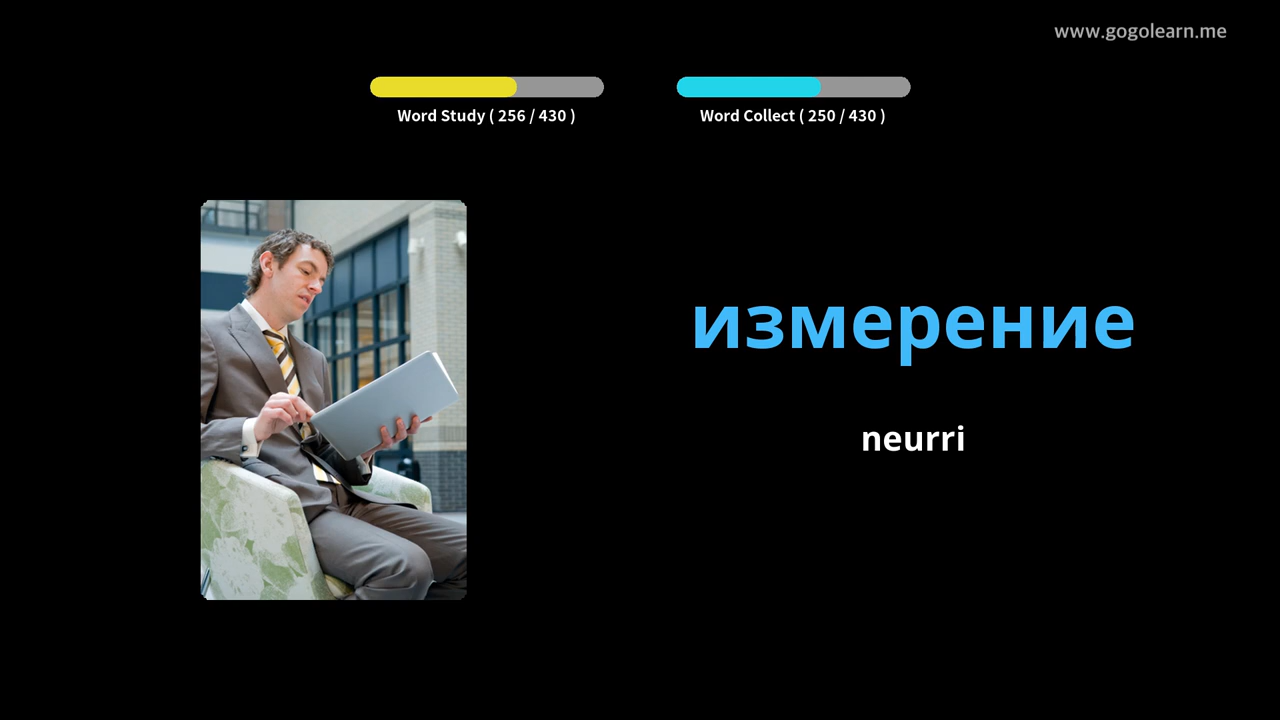 www.gogolearn.me
Word Study ( 256 / 430 )
Word Collect ( 250 / 430 )
измерение
neurri